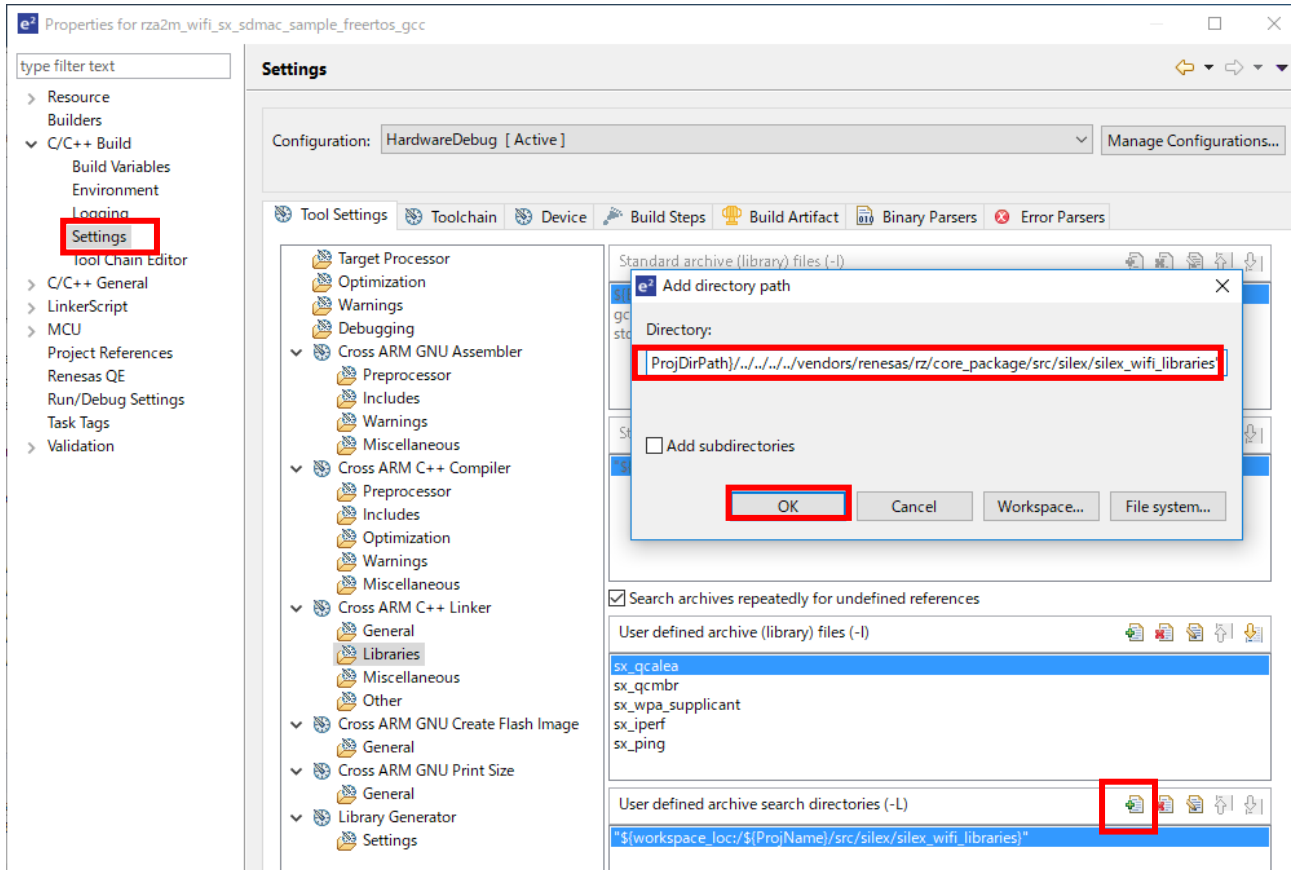 e² Properties for rza2m_wifi_sx_sdmac_sample_freertos_gcc
type filter text
Resource
Builders
C/C++ Build
Build Variables
Environment
Logging
Settings
Tool Chain Editor
C/C++ General
LinkerScript
MCU
Project References
Renesas QE
Run/Debug Settings
Task Tags
Validation
Settings
Configuration: HardwareDebug [ Active ] Manage Configurations...
Tool Settings Toolchain Device Build Steps Build Artifact Binary Parsers Error Parsers
Target Processor
Optimization
Warnings
Debugging
Cross ARM GNU Assembler
Preprocessor
Includes
Warnings
Miscellaneous
Cross ARM C++ Compiler
Preprocessor
Includes
Optimization
Warnings
Miscellaneous
Cross ARM C++ Linker
General
Libraries
Miscellaneous
Other
Cross ARM GNU Create Flash Image
General
Cross ARM GNU Print Size
General
Library Generator
Settings
Standard archive (library) files (-l)
e² Add directory path
Directory:
ProjDirPath}/../../../../vendors/renesas/rz/core_package/src/silex/silex_wifi_libraries"
Add subdirectories
OK Cancel Workspace... File system...
Search archives repeatedly for undefined references
User defined archive (library) files (-l)
sx_qcalea
sx_qcmbr
sx_wpa_supplicant
sx_iperf
sx_ping
User defined archive search directories (-L)
"${workspace_loc:/${ProjName}/src/silex/silex_wifi_libraries}"